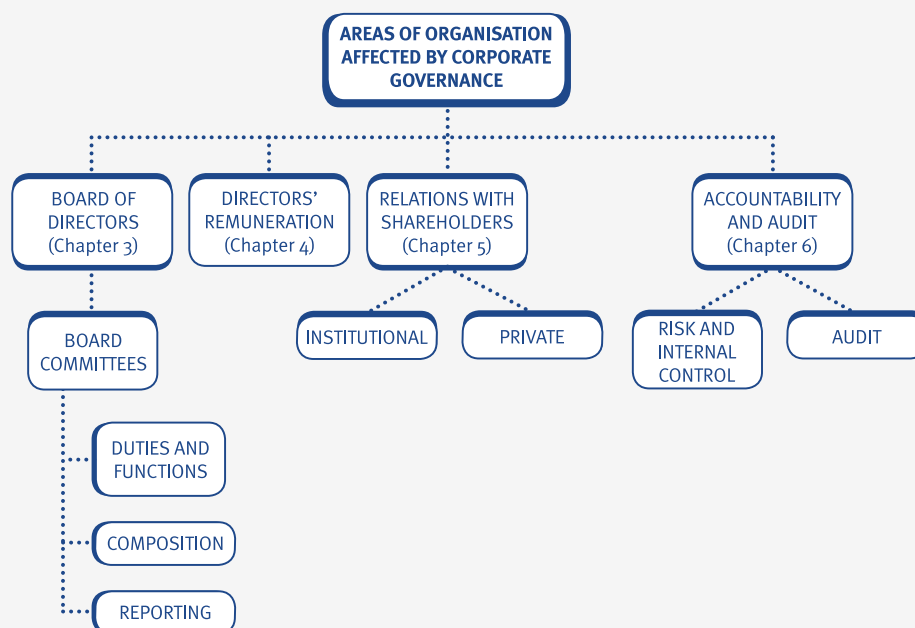 AREAS OF ORGANISATION
AFFECTED BY CORPORATE
GOVERNANCE
BOARD OF
DIRECTORS
(Chapter 3)
DIRECTORS'
REMUNERATION
(Chapter 4)
RELATIONS WITH
SHAREHOLDERS
(Chapter 5)
ACCOUNTABILITY
AND AUDIT
(Chapter 6)
BOARD
COMMITTEES
INSTITUTIONAL
PRIVATE
RISK AND
INTERNAL
CONTROL
AUDIT
DUTIES AND
FUNCTIONS
COMPOSITION
REPORTING